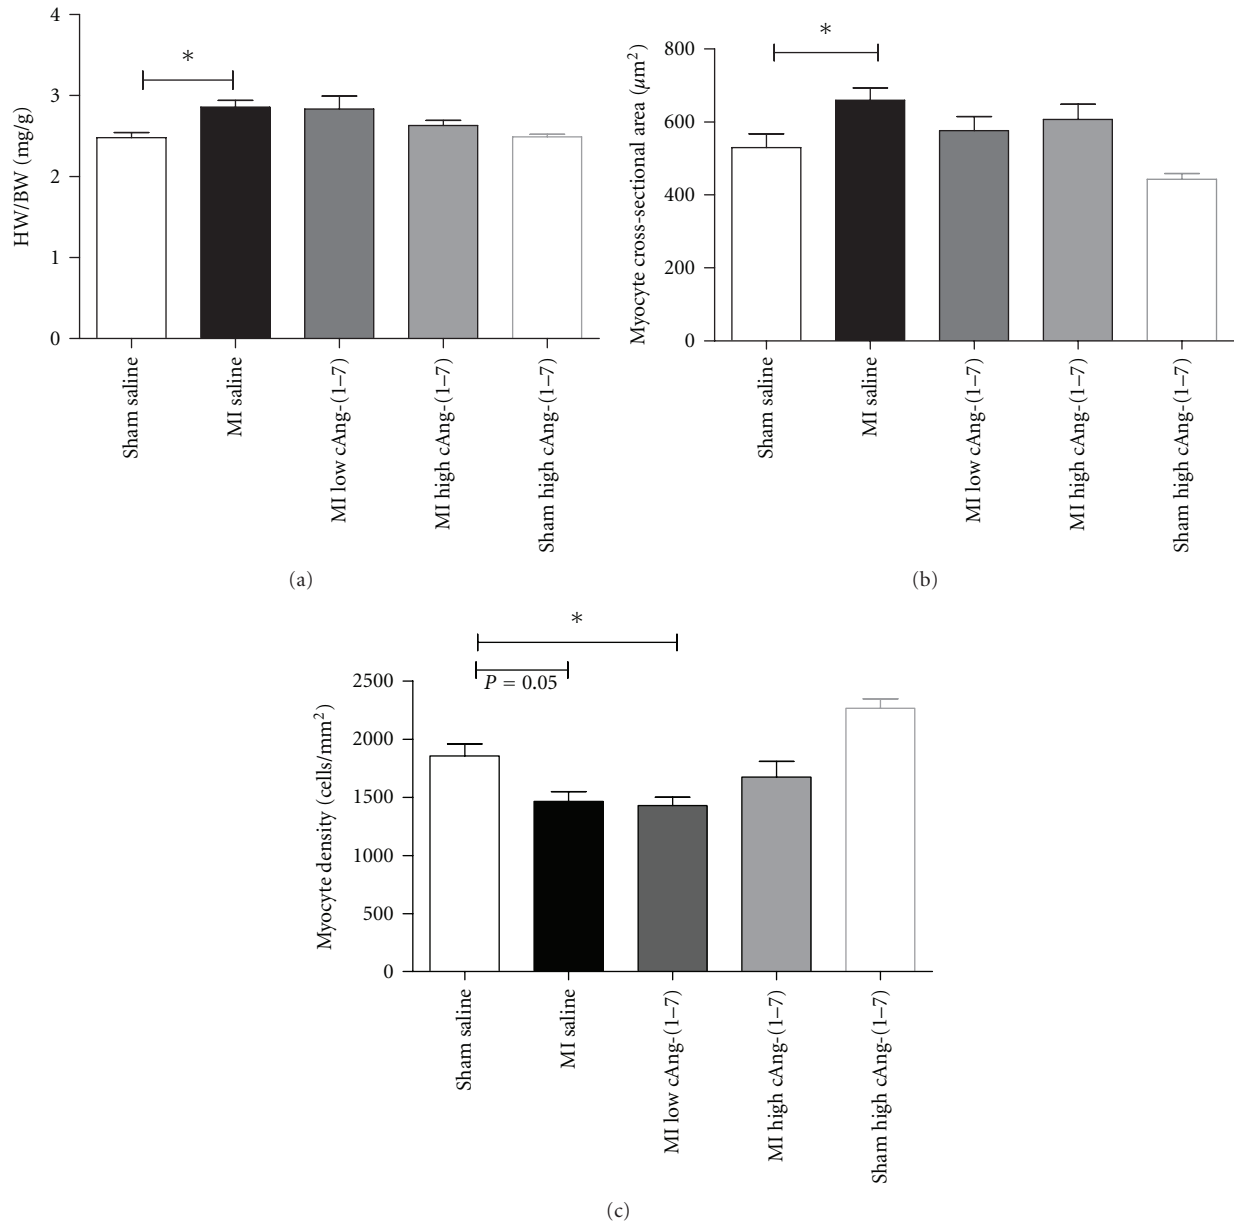 4
3
2
1
0
HW/BW (mg/g)
*
Sham saline
MI saline
MI low cAng-(1–7)
MI high cAng-(1–7)
Sham high cAng-(1–7)
(a)
800
600
400
200
0
Myocyte cross-sectional area (μm²)
*
Sham saline
MI saline
MI low cAng-(1–7)
MI high cAng-(1–7)
Sham high cAng-(1–7)
(b)
2500
2000
1500
1000
500
0
Myocyte density (cells/mm²)
*
P = 0.05
Sham saline
MI saline
MI low cAng-(1–7)
MI high cAng-(1–7)
Sham high cAng-(1–7)
(c)